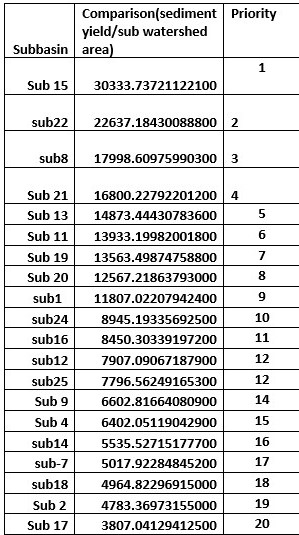 Subbasin Comparison(sediment yield/sub watershed area) Priority
Sub 15 30333.73721122100 1
sub22 22637.18430088800 2
sub8 17998.60975990300 3
Sub 21 16800.22792201200 4
Sub 13 14873.44430783600 5
Sub 11 13933.19982001800 6
Sub 19 13563.49874758800 7
Sub 20 12567.21863793000 8
sub1 11807.02207942400 9
sub24 8945.19335692500 10
sub16 8450.30339197200 11
sub12 7907.09067187900 12
sub25 7796.56249165300 12
Sub 9 6602.81664080900 14
Sub 4 6402.05119042900 15
sub14 5535.52715177700 16
sub-7 5017.92284845200 17
sub18 4964.82296915000 18
Sub 2 4783.36973155000 19
Sub 17 3807.04129412500 20